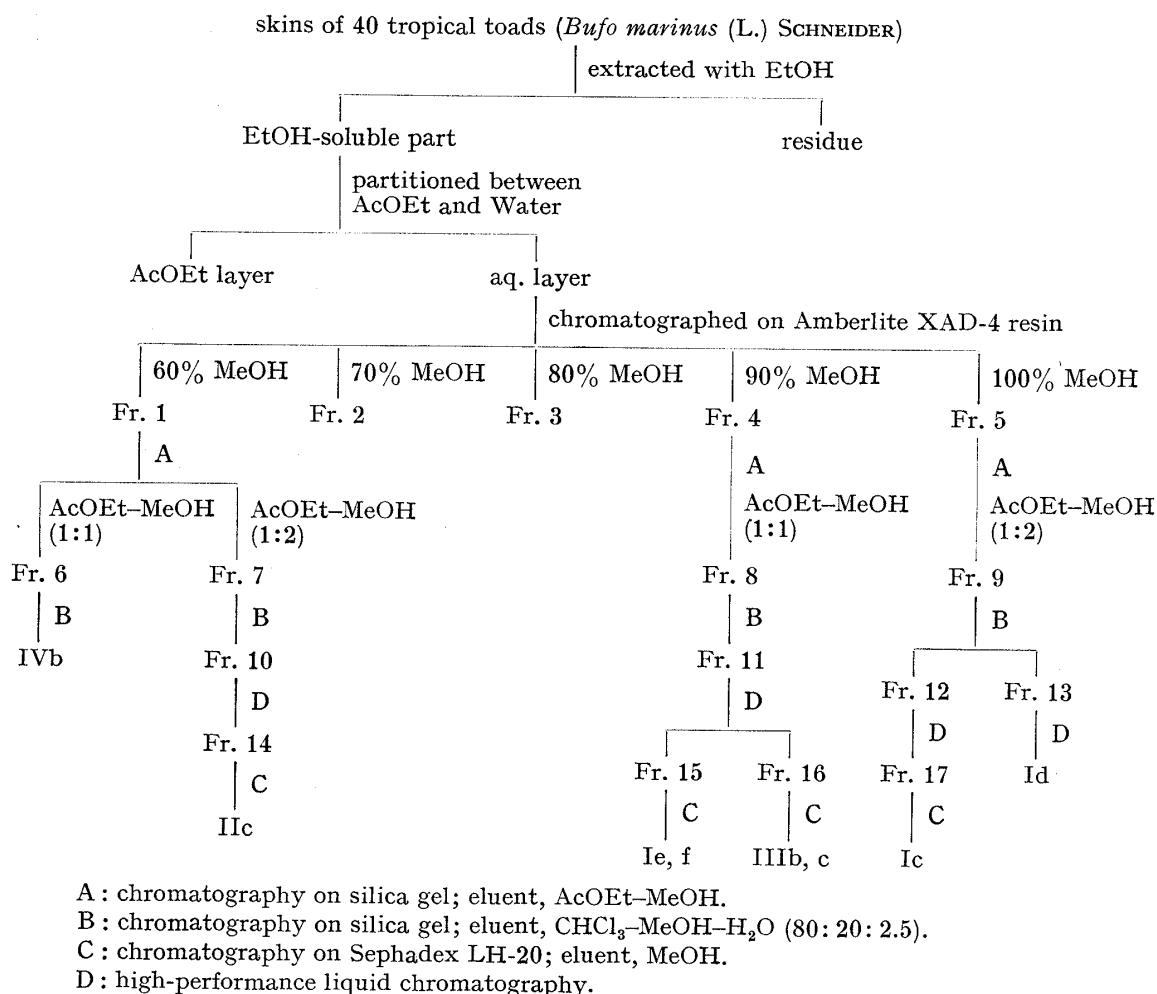 skins of 40 tropical toads (Bufo marinus (L.) SCHNEIDER)
extracted with EtOH
EtOH-soluble part residue
partitioned between
AcOEt and Water
AcOEt layer aq. layer
chromatographed on Amberlite XAD-4 resin
60% MeOH 70% MeOH 80% MeOH 90% MeOH 100% MeOH
Fr. 1 Fr. 2 Fr. 3 Fr. 4 Fr. 5
A A A
AcOEt–MeOH AcOEt–MeOH AcOEt–MeOH AcOEt–MeOH
(1:1) (1:2) (1:1) (1:2)
Fr. 6 Fr. 7 Fr. 8 Fr. 9
B B B B
IVb Fr. 10 Fr. 11 Fr. 12 Fr. 13
D D D D
Fr. 14 Fr. 15 Fr. 16 Fr. 17 Id
C C C C
IIc Ie, f IIIb, c Ic
A : chromatography on silica gel; eluent, AcOEt–MeOH.
B : chromatography on silica gel; eluent, CHCl₃–MeOH–H₂O (80: 20: 2.5).
C : chromatography on Sephadex LH-20; eluent, MeOH.
D : high-performance liquid chromatography.